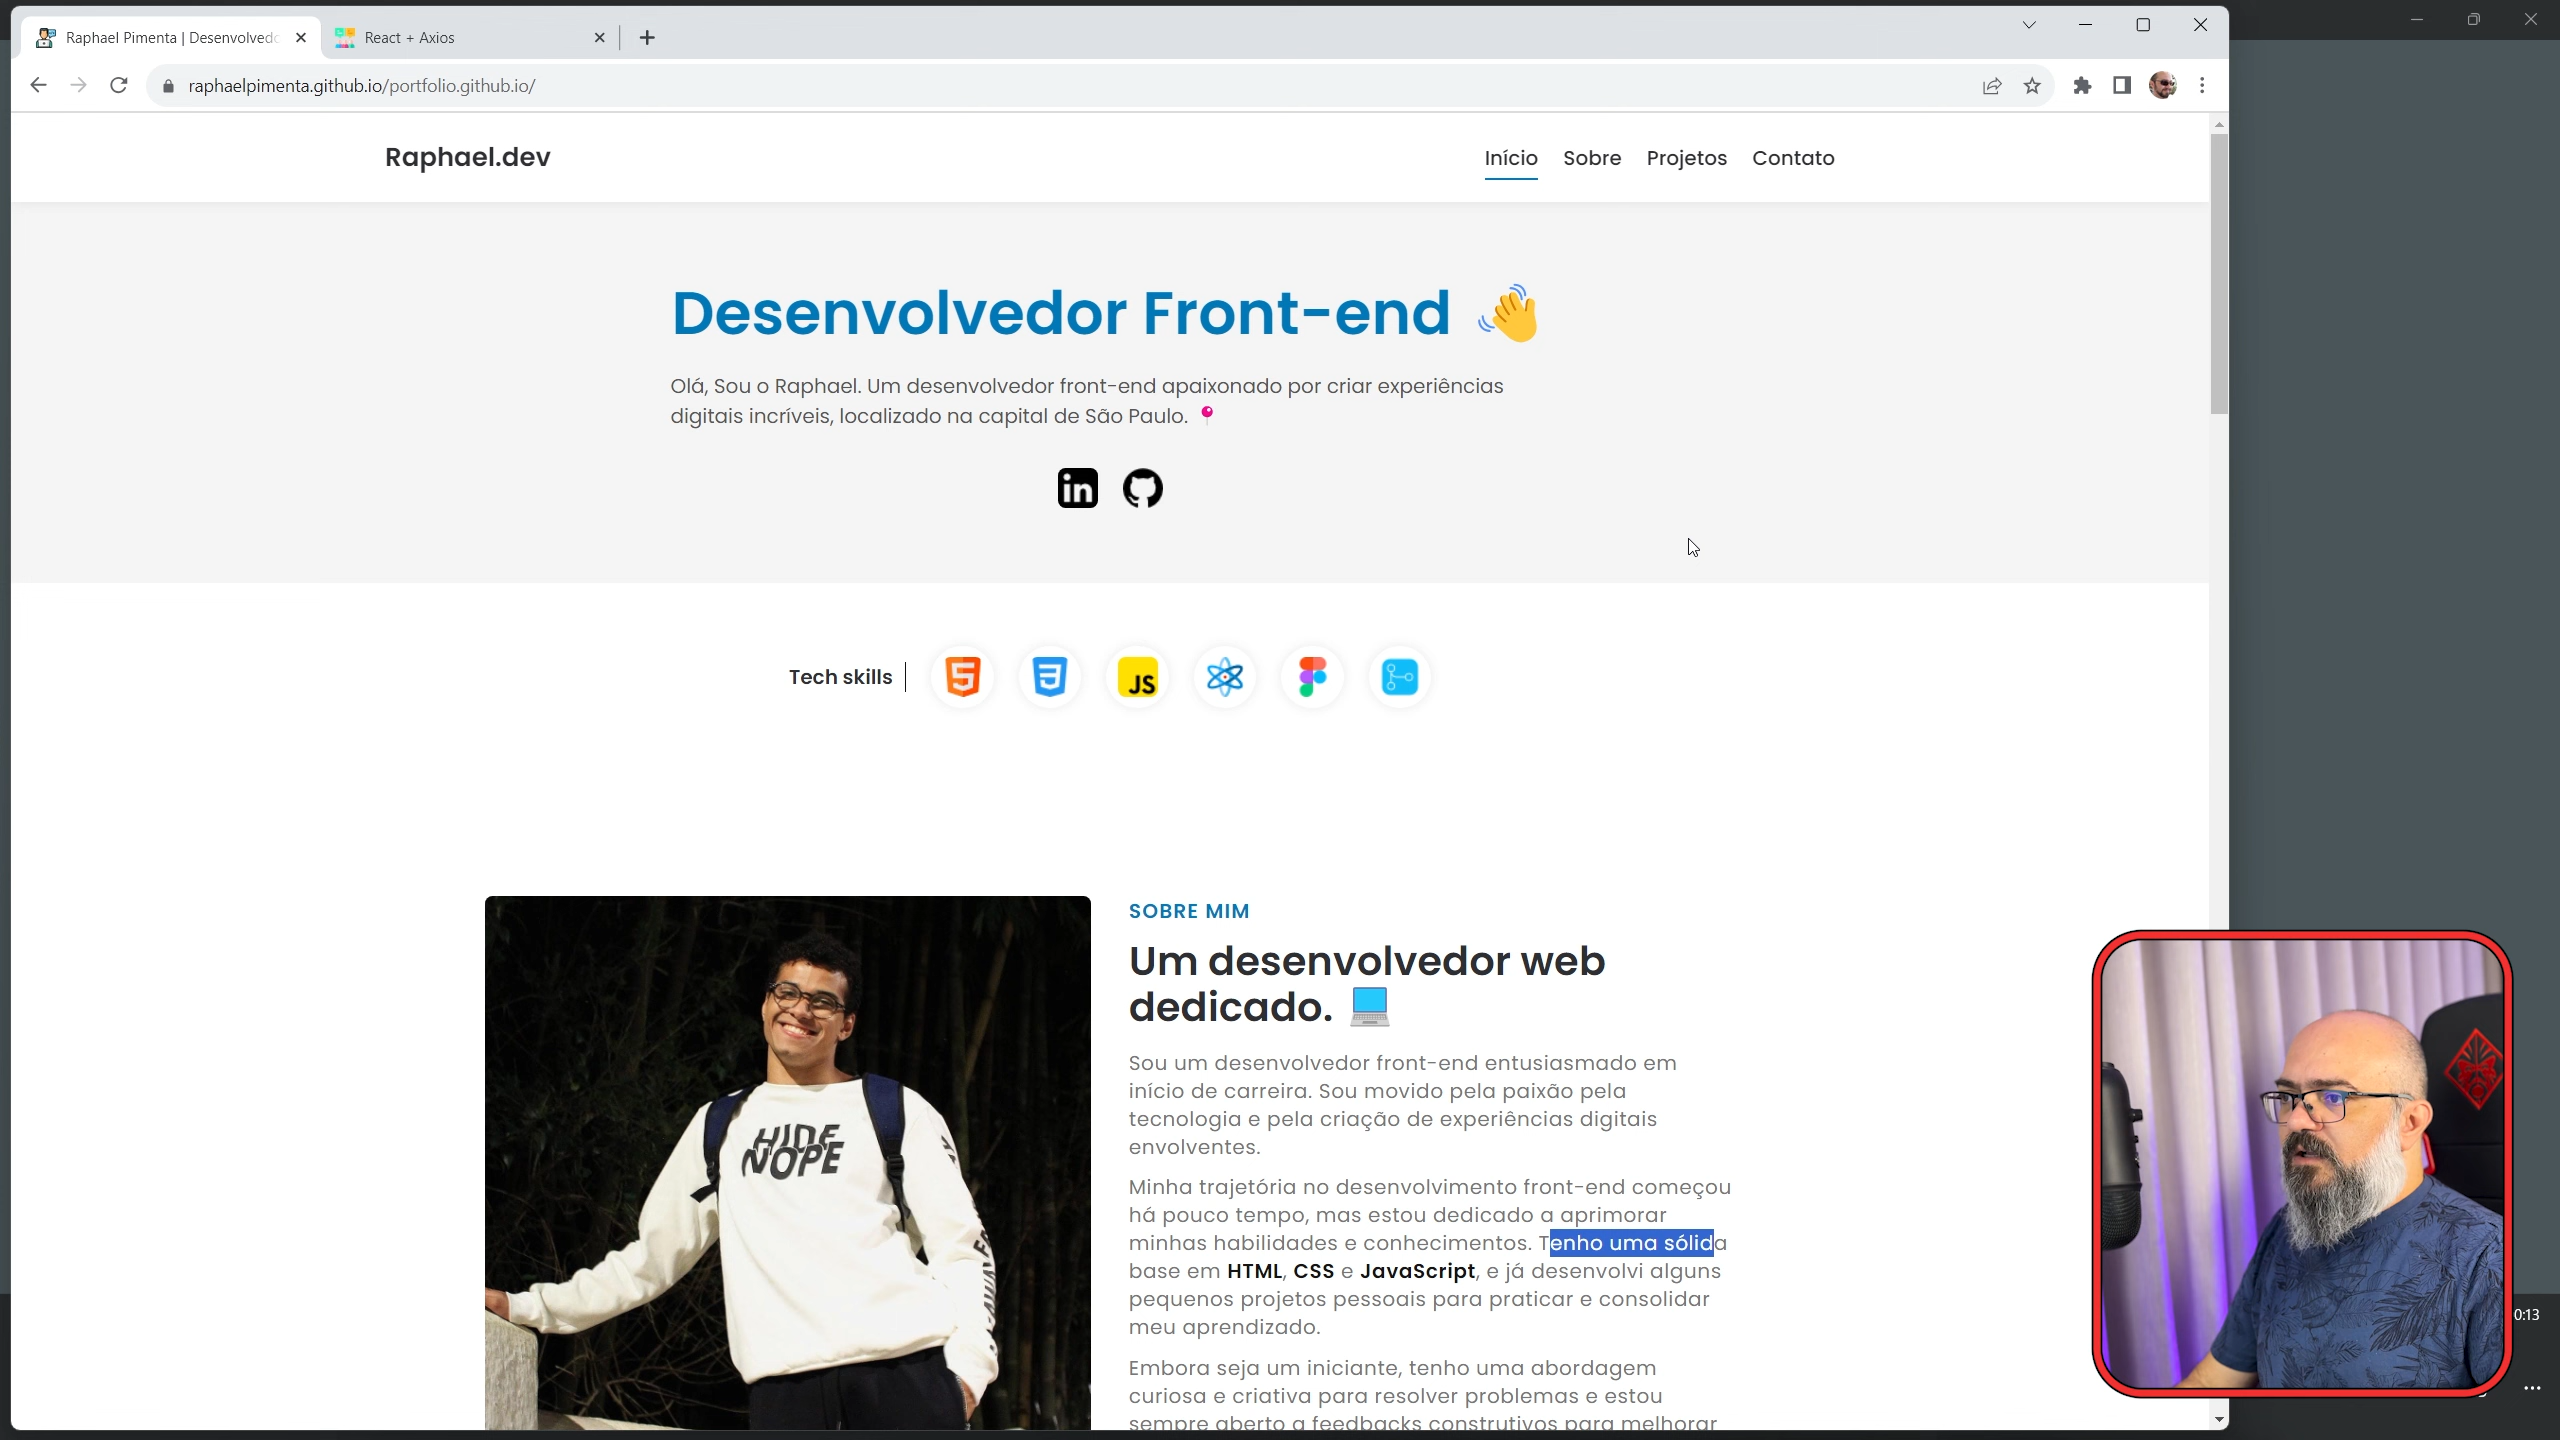 Raphael Pimenta | Desenvolvedo
React + Axios
raphaelpimenta.github.io/portfolio.github.io/
Raphael.dev
Início
Sobre
Projetos
Contato
Desenvolvedor Front-end
Olá, Sou o Raphael. Um desenvolvedor front-end apaixonado por criar experiências
digitais incríveis, localizado na capital de São Paulo.
in
Tech skills
JS
HIDE
NOPE
SOBRE MIM
Um desenvolvedor web
dedicado.
Sou um desenvolvedor front-end entusiasmado em
início de carreira. Sou movido pela paixão pela
tecnologia e pela criação de experiências digitais
envolventes.
Minha trajetória no desenvolvimento front-end começou
há pouco tempo, mas estou dedicado a aprimorar
minhas habilidades e conhecimentos. Tenho uma sólida
base em HTML, CSS e JavaScript, e já desenvolvi alguns
pequenos projetos pessoais para praticar e consolidar
meu aprendizado.
Embora seja um iniciante, tenho uma abordagem
curiosa e criativa para resolver problemas e estou
sempre aberto a feedbacks construtivos para melhorar
0:13